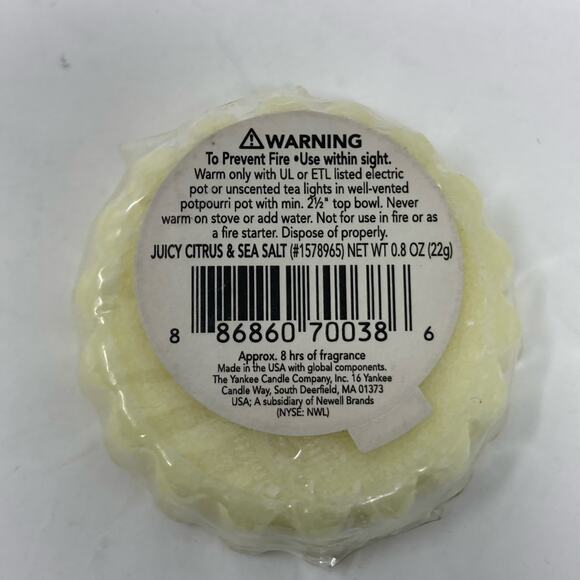 ⚠WARNING
To Prevent Fire •Use within sight.
Warm only with UL or ETL listed electric
pot or unscented tea lights in well-vented
potpourri pot with min. 2½" top bowl. Never
warm on stove or add water. Not for use in fire or as
a fire starter. Dispose of properly.
JUICY CITRUS & SEA SALT (#1578965) NET WT 0.8 OZ (22g)
8 86860 70038 6
Approx. 8 hrs of fragrance
Made in the USA with global components.
The Yankee Candle Company, Inc. 16 Yankee
Candle Way, South Deerfield, MA 01373
USA; A subsidiary of Newell Brands
(NYSE: NWL)